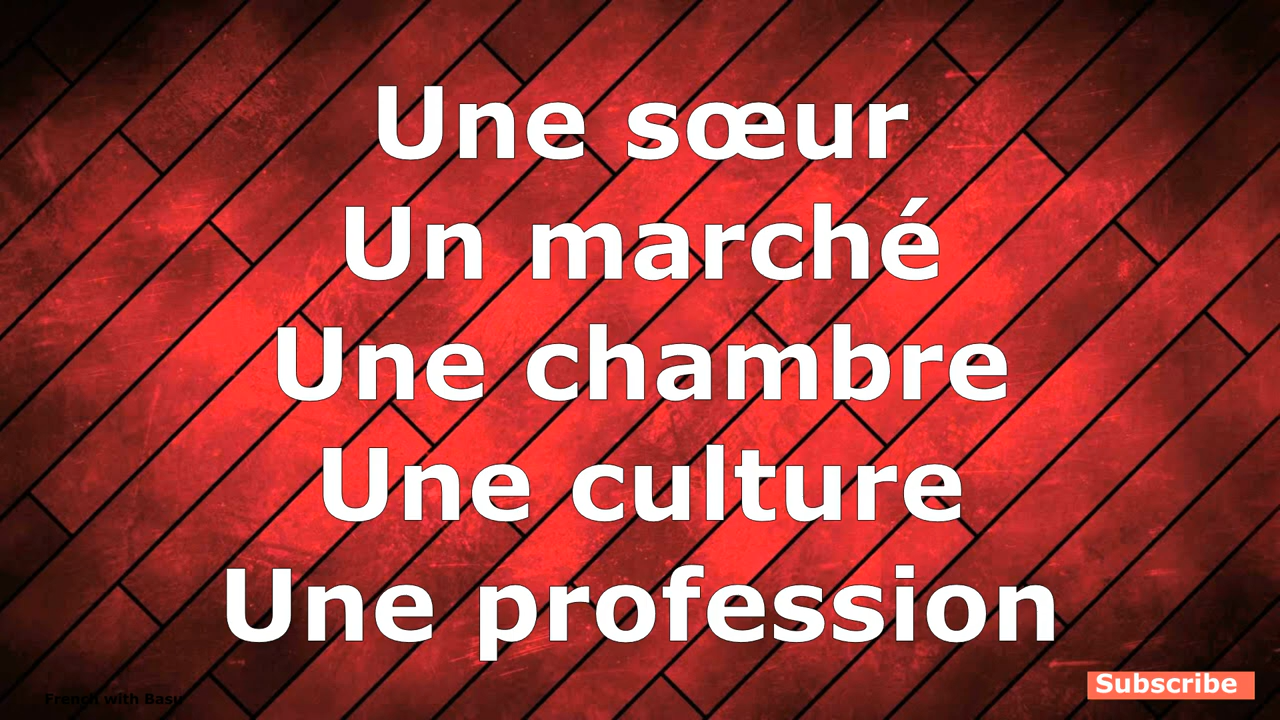 Une sœur
Un marché
Une chambre
Une culture
Une profession
Subscribe
French with Basu